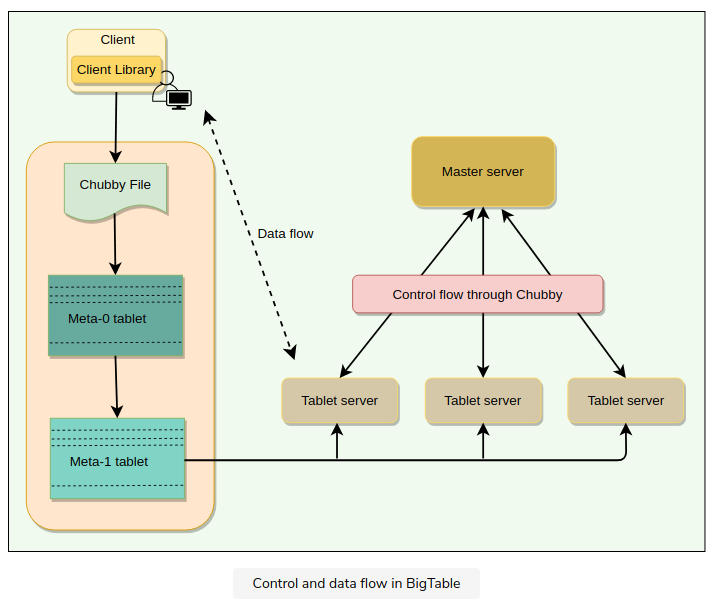 Client
Client Library
Chubby File
Master server
Data flow
Control flow through Chubby
Meta-0 tablet
Tablet server
Tablet server
Tablet server
Meta-1 tablet
Control and data flow in BigTable